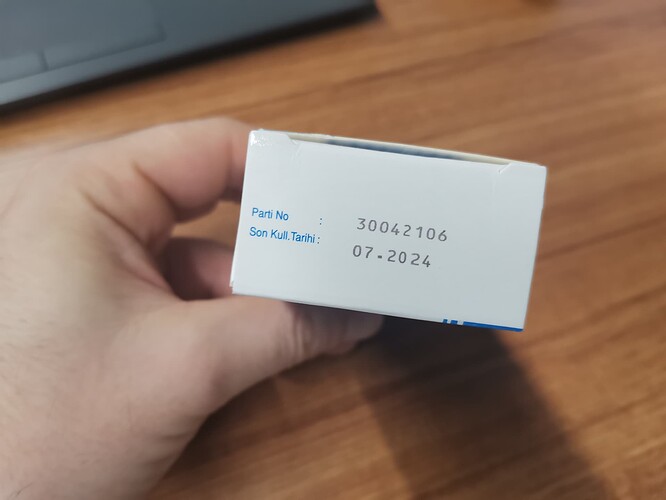 Parti No : 30042106
Son Kull.Tarihi : 07.2024